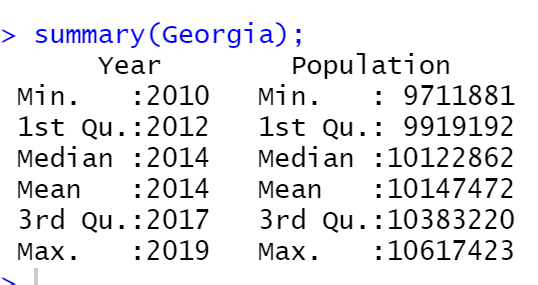 > summary(Georgia);
      Year        Population
 Min.   :2010   Min.   : 9711881
 1st Qu.:2012   1st Qu.: 9919192
 Median :2014   Median :10122862
 Mean   :2014   Mean   :10147472
 3rd Qu.:2017   3rd Qu.:10383220
 Max.   :2019   Max.   :10617423
>